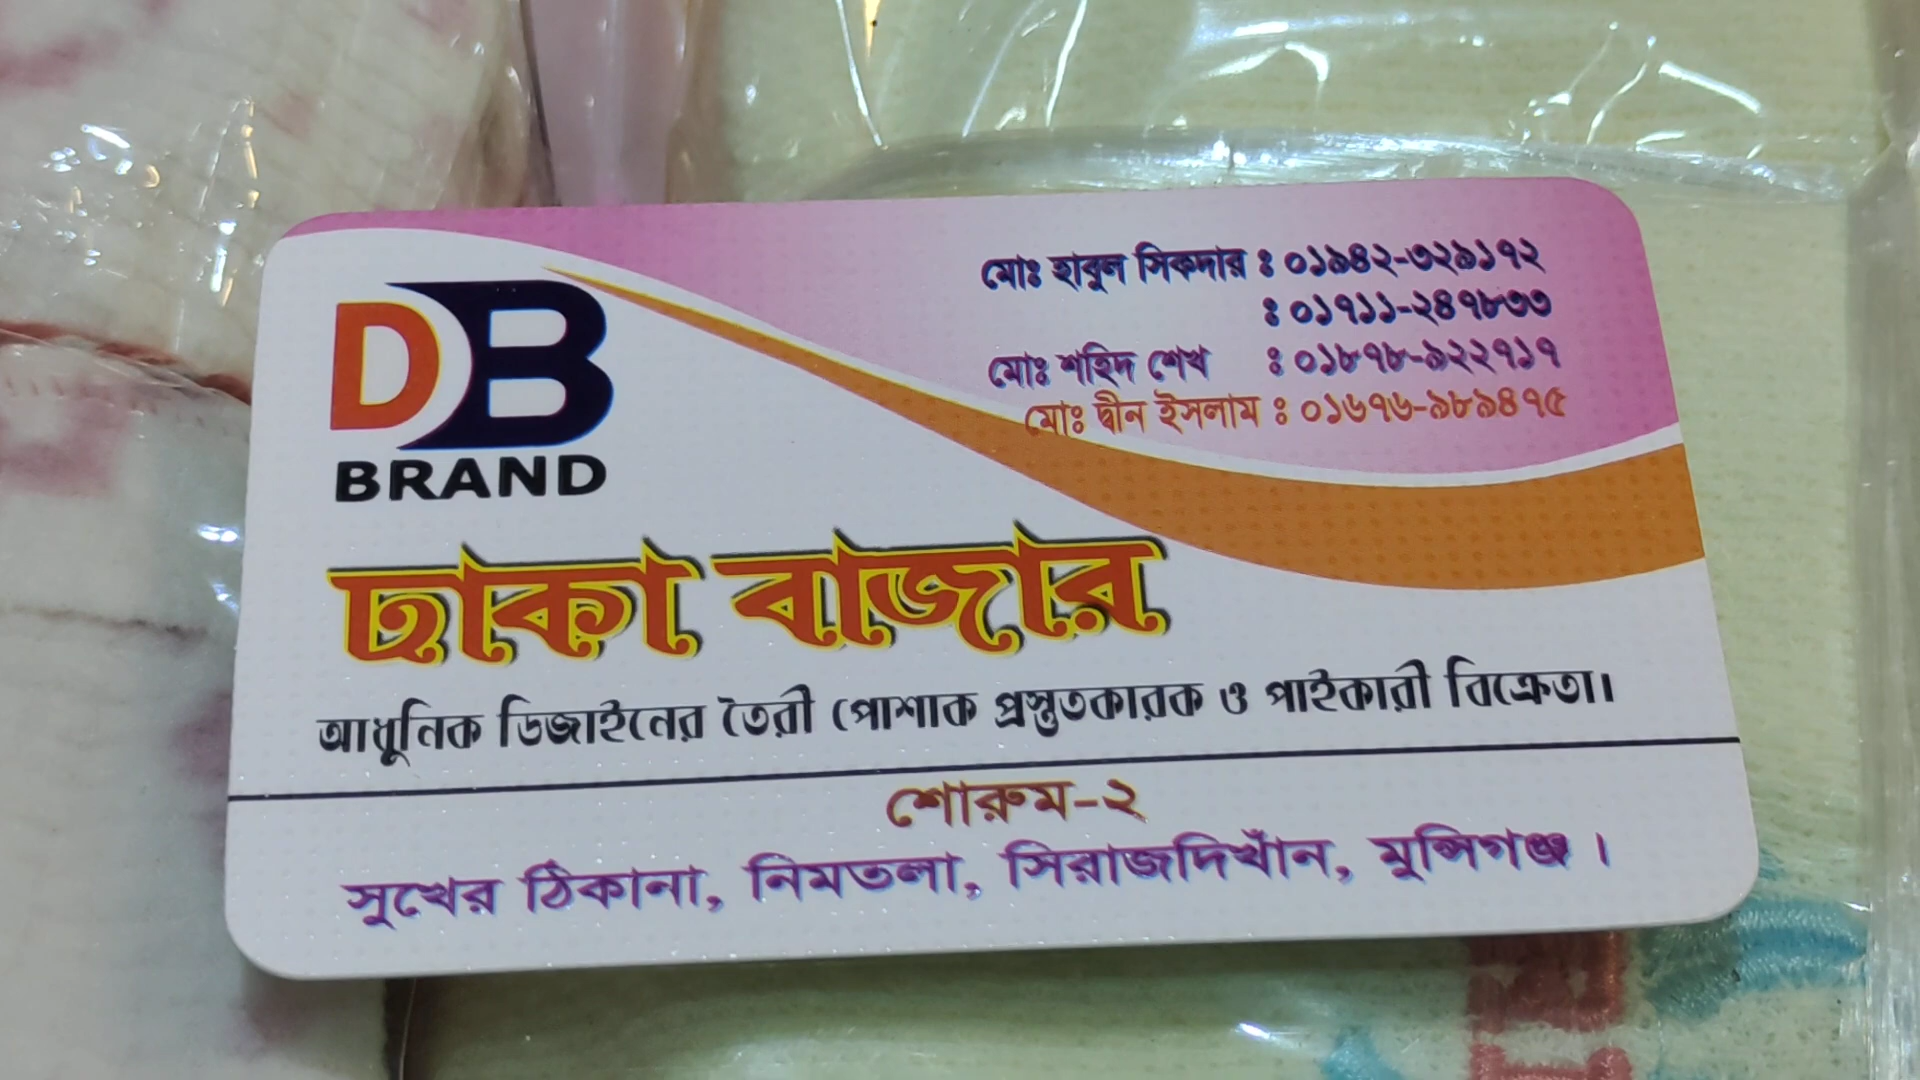 মোঃ হাবুল সিকদার : ০১৯৪২-৩২৯১৭২
: ০১৭১১-২৪৭৮৩৩
মোঃ শহিদ শেখ : ০১৮৭৮-৯২২৭১৭
মোঃ দ্বীন ইসলাম : ০১৬৭৬-৯৮৯৪৭৫
DB
BRAND
ঢাকা বাজার
আধুনিক ডিজাইনের তৈরী পোশাক প্রস্তুতকারক ও পাইকারী বিক্রেতা।
শোরুম-২
সুখের ঠিকানা, নিমতলা, সিরাজদিখাঁন, মুন্সিগঞ্জ ।